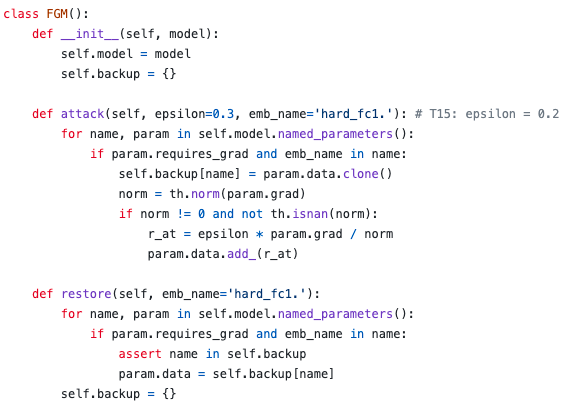 class FGM():
    def __init__(self, model):
        self.model = model
        self.backup = {}

    def attack(self, epsilon=0.3, emb_name='hard_fc1.'): # T15: epsilon = 0.2
        for name, param in self.model.named_parameters():
            if param.requires_grad and emb_name in name:
                self.backup[name] = param.data.clone()
                norm = th.norm(param.grad)
                if norm != 0 and not th.isnan(norm):
                    r_at = epsilon * param.grad / norm
                    param.data.add_(r_at)

    def restore(self, emb_name='hard_fc1.'):
        for name, param in self.model.named_parameters():
            if param.requires_grad and emb_name in name:
                assert name in self.backup
                param.data = self.backup[name]
        self.backup = {}